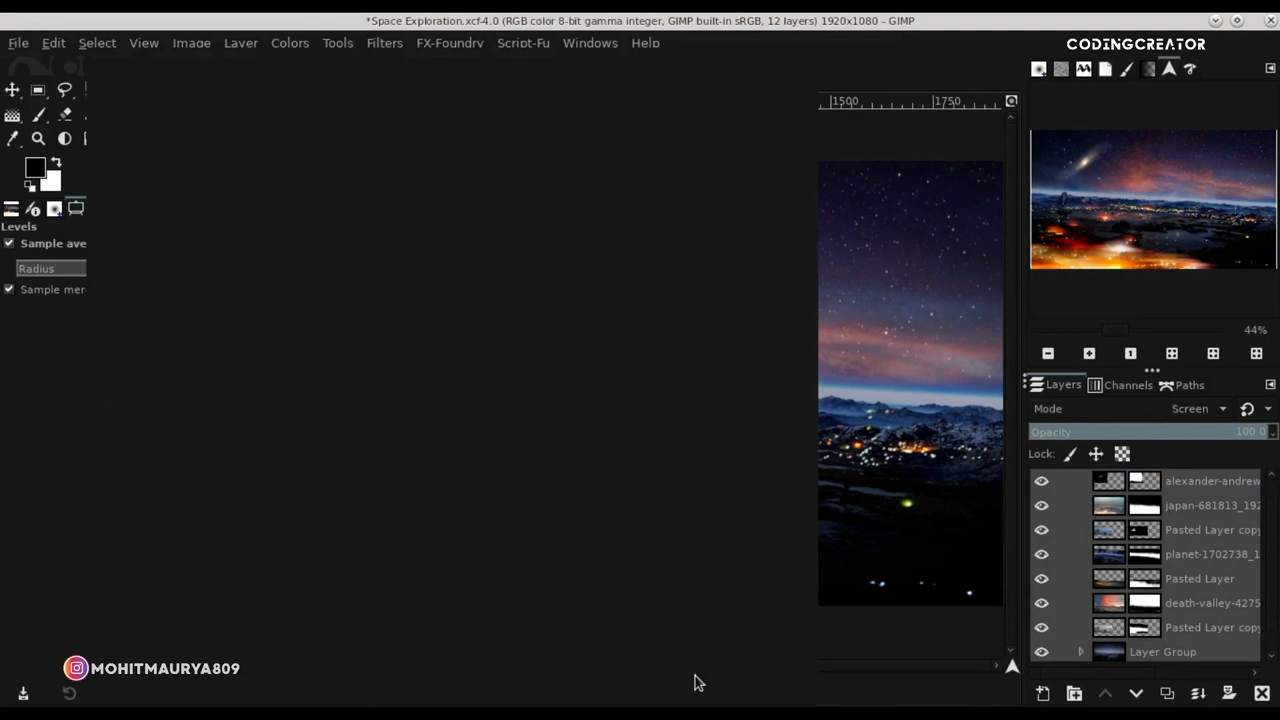 *Space Exploration.xcf-4.0 (RGB color 8-bit gamma integer, GIMP built-in sRGB, 12 layers) 1920x1080 – GIMP
File Edit Select View Image Layer Colors Tools Filters FX-Foundry Script-Fu Windows Help
CODINGCREATOR
1500 1750
Levels
Sample ave
Radius
Sample mer
44%
Layers Channels Paths
Mode Screen
Opacity 100.0
Lock:
alexander-andrew
japan-681813_192
Pasted Layer copy
planet-1702738_1
Pasted Layer
death-valley-4275
Pasted Layer copy
Layer Group
MOHITMAURYA809